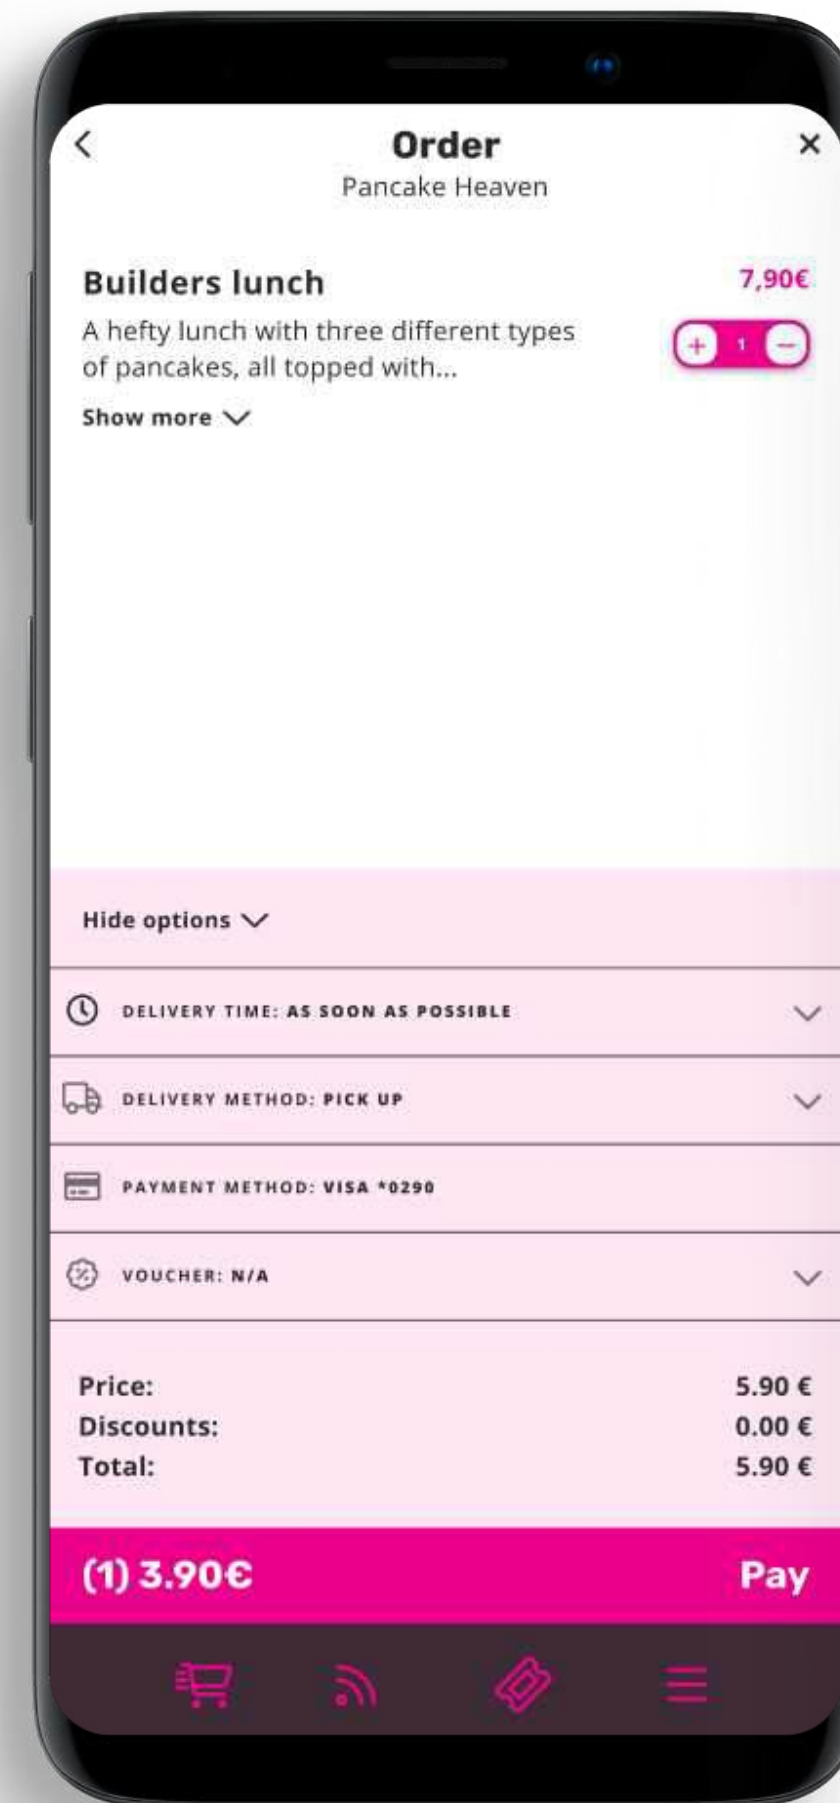 Order
Pancake Heaven
Builders lunch 7,90€
A hefty lunch with three different types
of pancakes, all topped with...
+ 1 −
Show more
Hide options
DELIVERY TIME: AS SOON AS POSSIBLE
DELIVERY METHOD: PICK UP
PAYMENT METHOD: VISA *0290
VOUCHER: N/A
Price: 5.90 €
Discounts: 0.00 €
Total: 5.90 €
(1) 3.90€ Pay